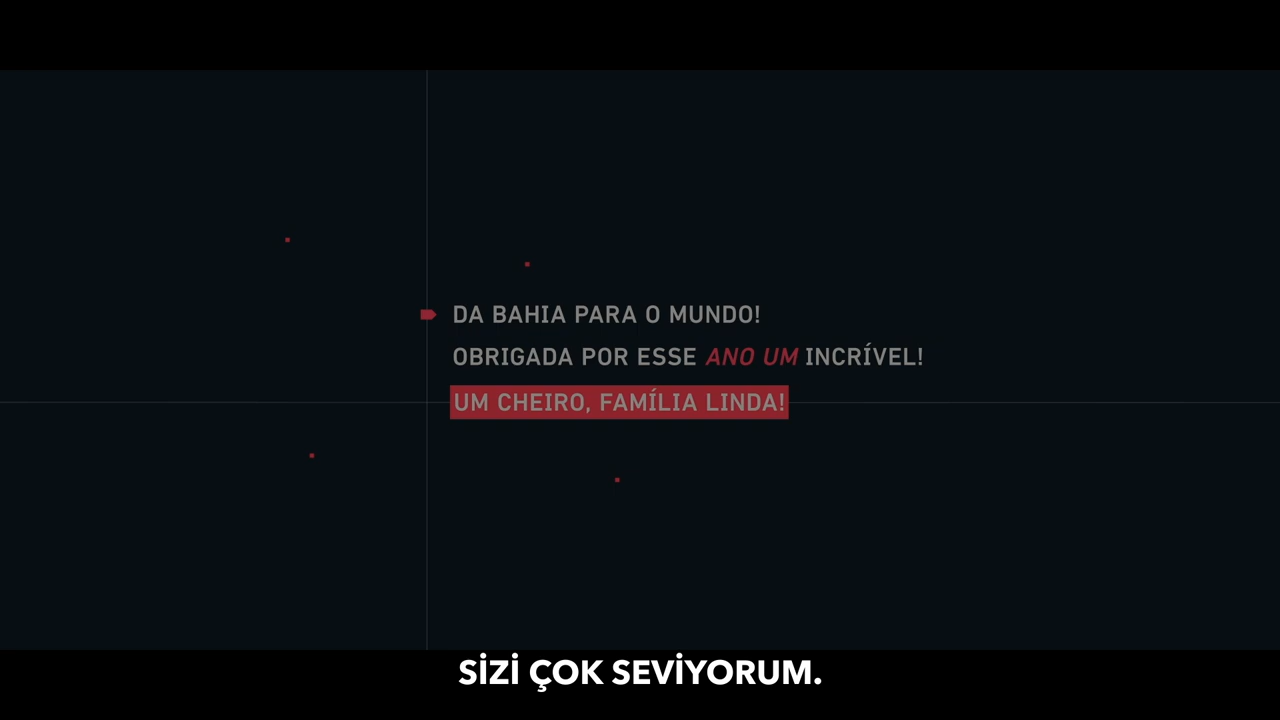 DA BAHIA PARA O MUNDO!
OBRIGADA POR ESSE ANO UM INCRÍVEL!
UM CHEIRO, FAMÍLIA LINDA!
SİZİ ÇOK SEVİYORUM.